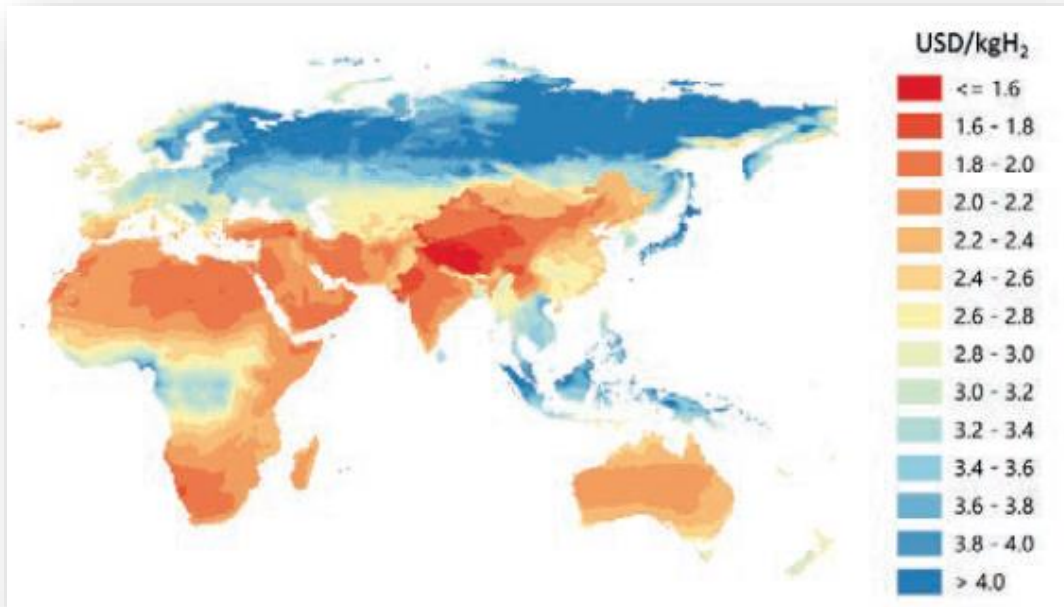 USD/kgH₂
<= 1.6
1.6 - 1.8
1.8 - 2.0
2.0 - 2.2
2.2 - 2.4
2.4 - 2.6
2.6 - 2.8
2.8 - 3.0
3.0 - 3.2
3.2 - 3.4
3.4 - 3.6
3.6 - 3.8
3.8 - 4.0
> 4.0